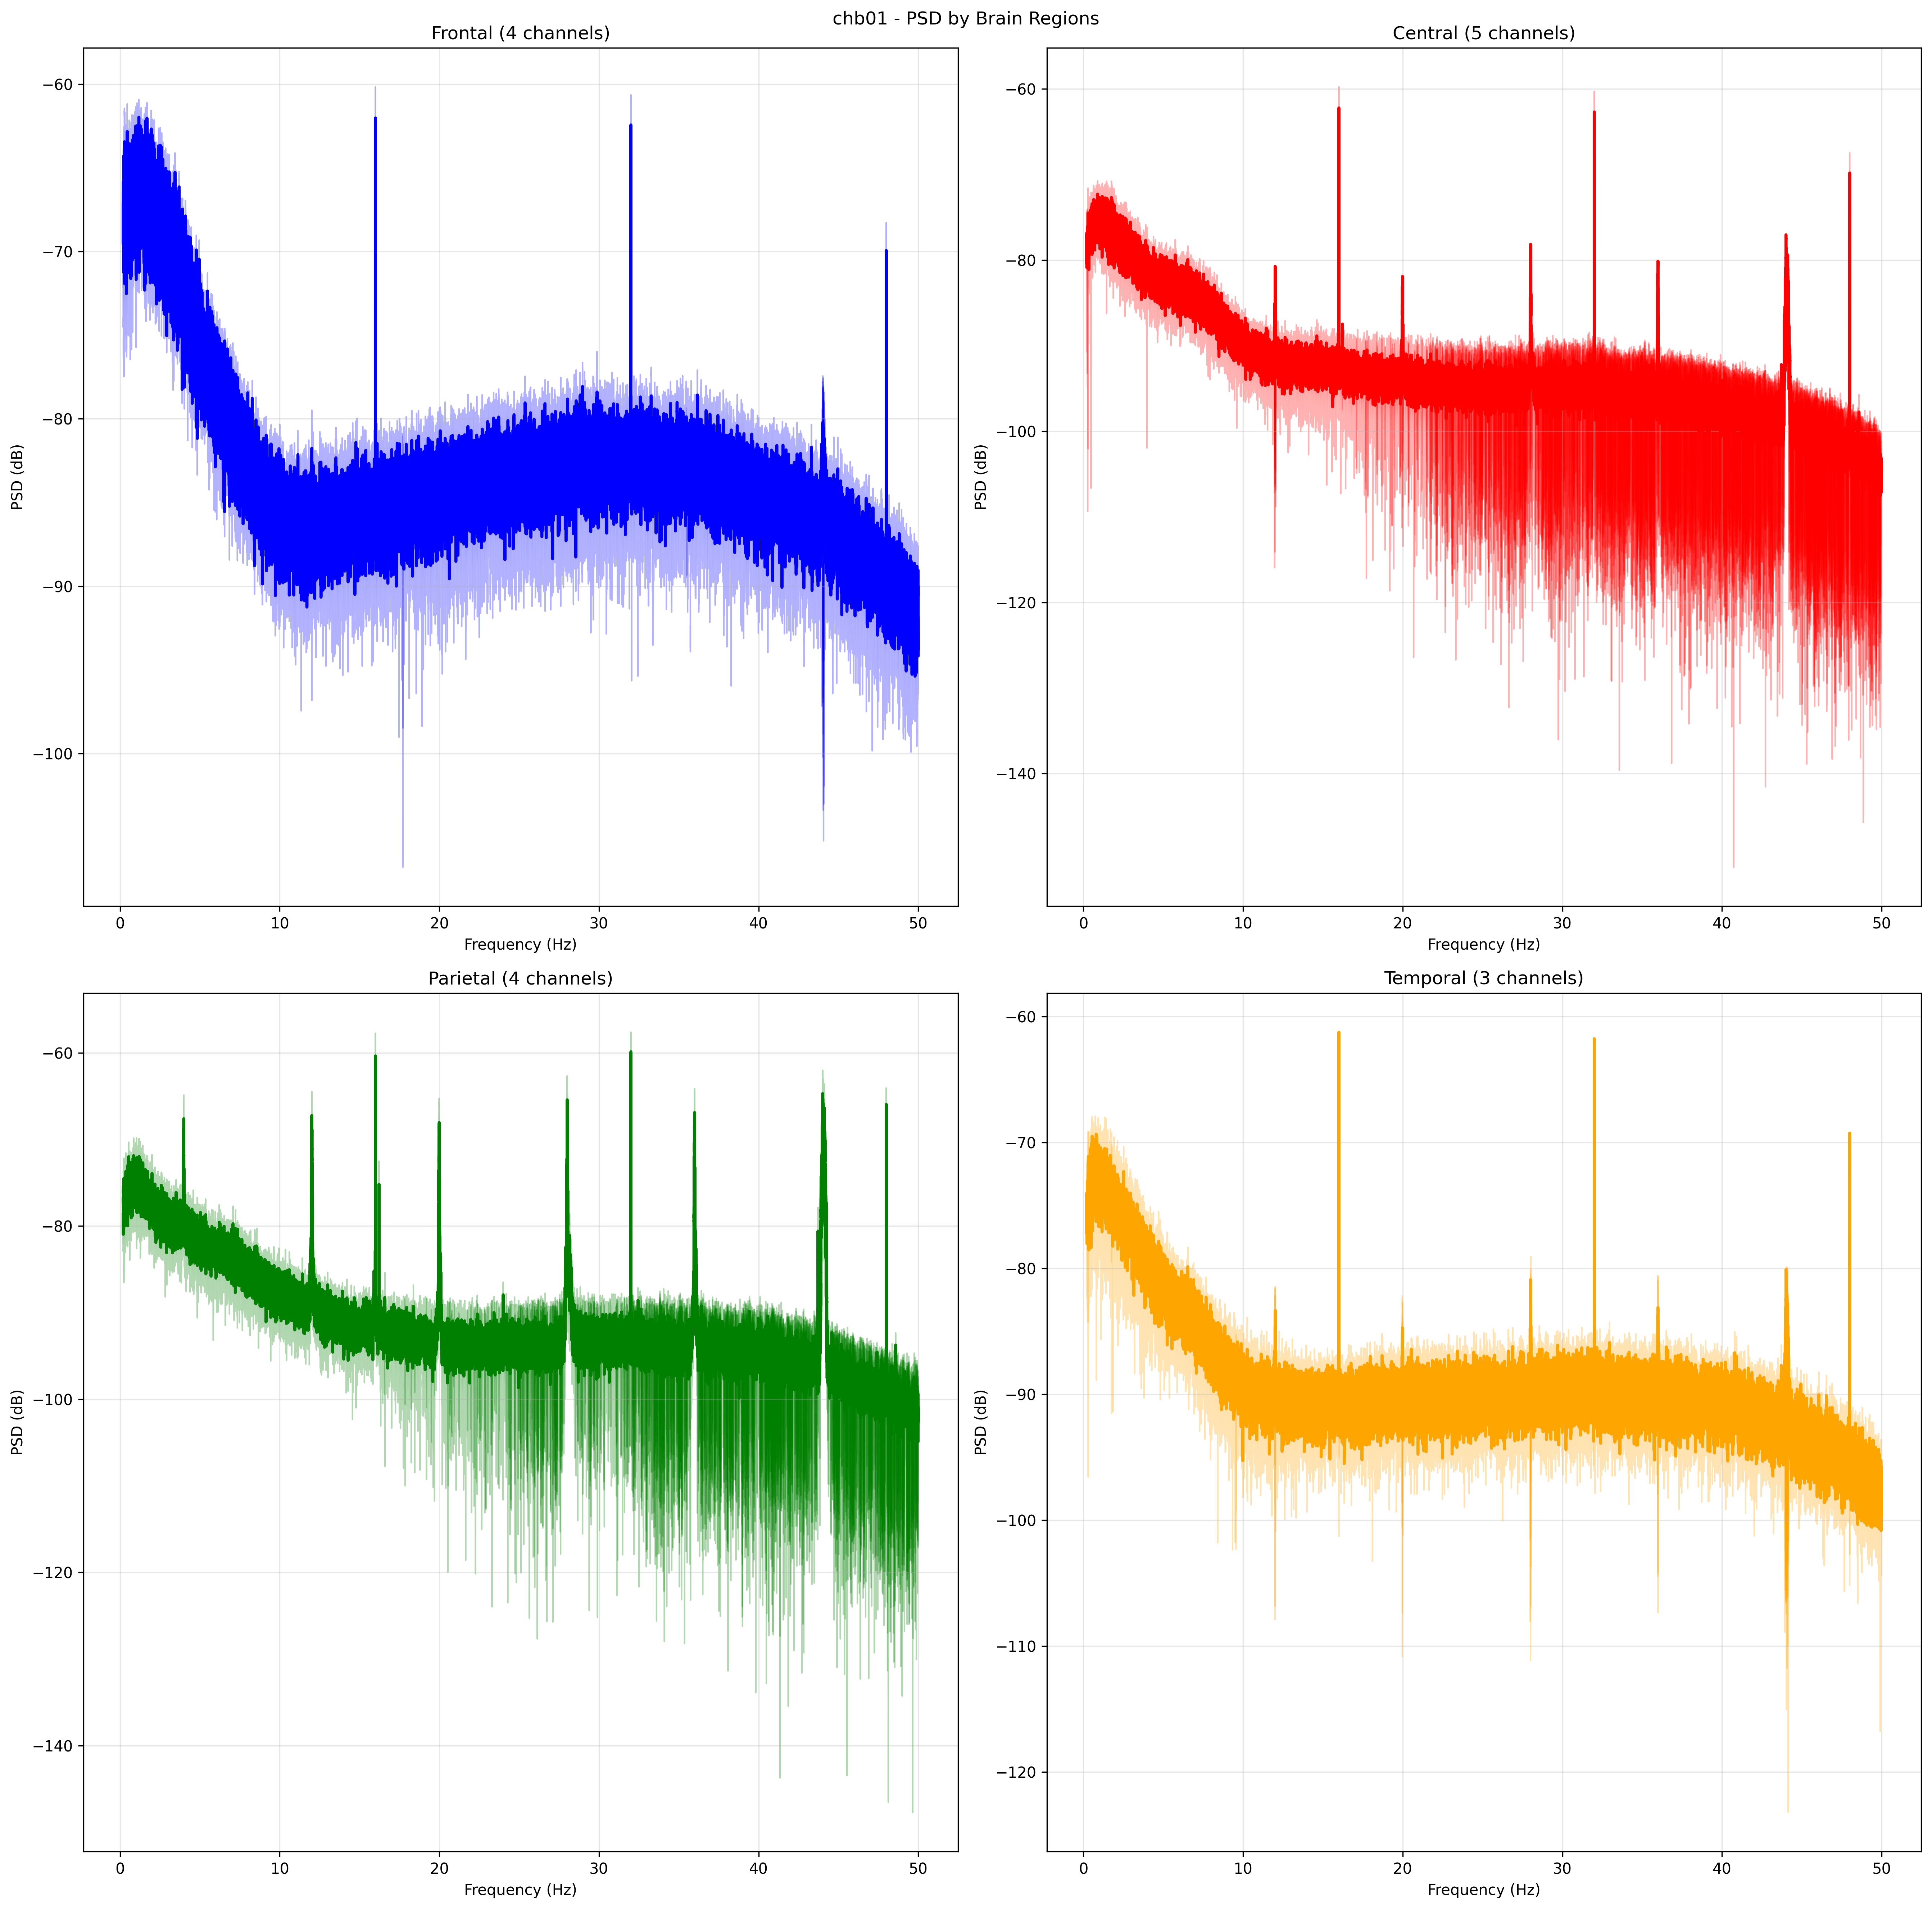 chb01 - PSD by Brain Regions
Frontal (4 channels)
−60
−70
−80
−90
−100
PSD (dB)
0 10 20 30 40 50
Frequency (Hz)
Central (5 channels)
−60
−80
−100
−120
−140
PSD (dB)
0 10 20 30 40 50
Frequency (Hz)
Parietal (4 channels)
−60
−80
−100
−120
−140
PSD (dB)
0 10 20 30 40 50
Frequency (Hz)
Temporal (3 channels)
−60
−70
−80
−90
−100
−110
−120
PSD (dB)
0 10 20 30 40 50
Frequency (Hz)